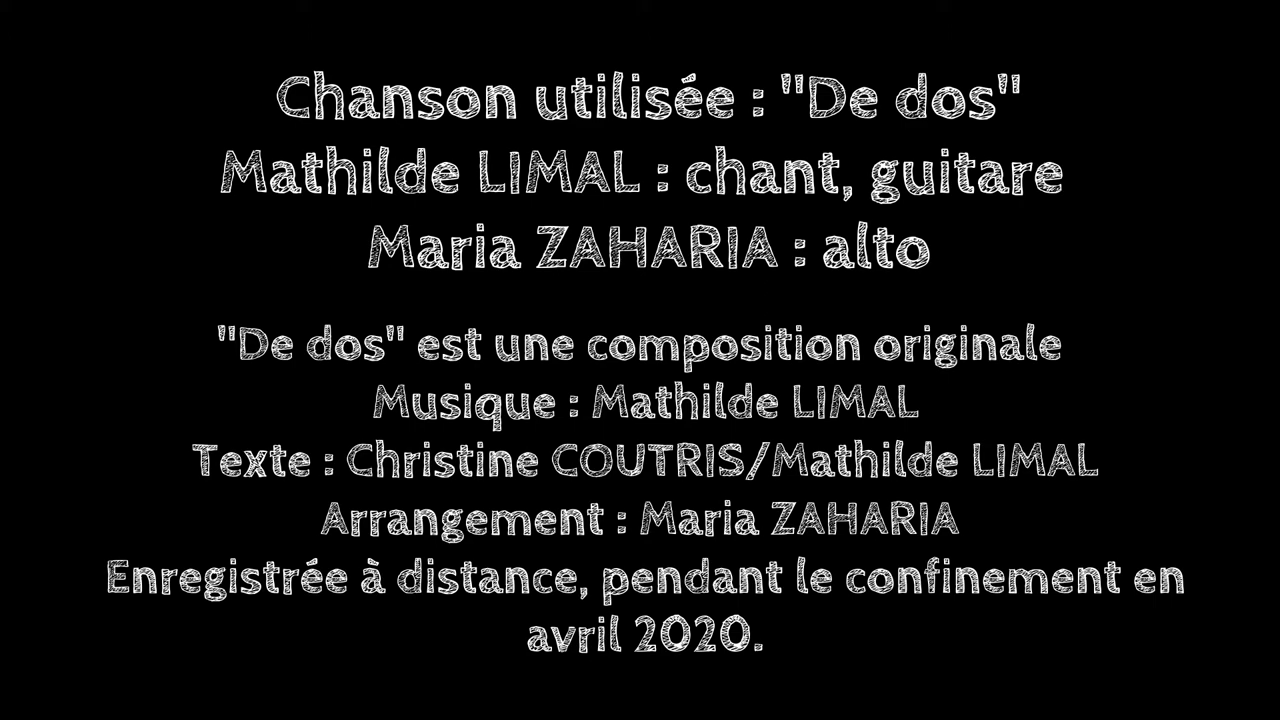 Chanson utilisée : "De dos"
Mathilde LIMAL : chant, guitare
Maria ZAHARIA : alto
"De dos" est une composition originale
Musique : Mathilde LIMAL
Texte : Christine COUTRIS/Mathilde LIMAL
Arrangement : Maria ZAHARIA
Enregistrée à distance, pendant le confinement en
avril 2020.